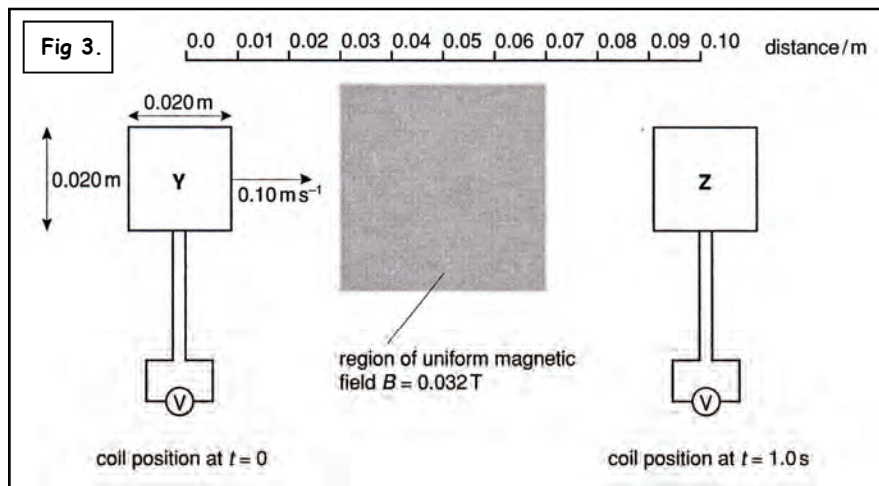 Fig 3.
0.0 0.01 0.02 0.03 0.04 0.05 0.06 0.07 0.08 0.09 0.10 distance/m
0.020 m
0.020 m
Y
0.10 m s⁻¹
Z
region of uniform magnetic
field B = 0.032 T
V
V
coil position at t = 0
coil position at t = 1.0 s